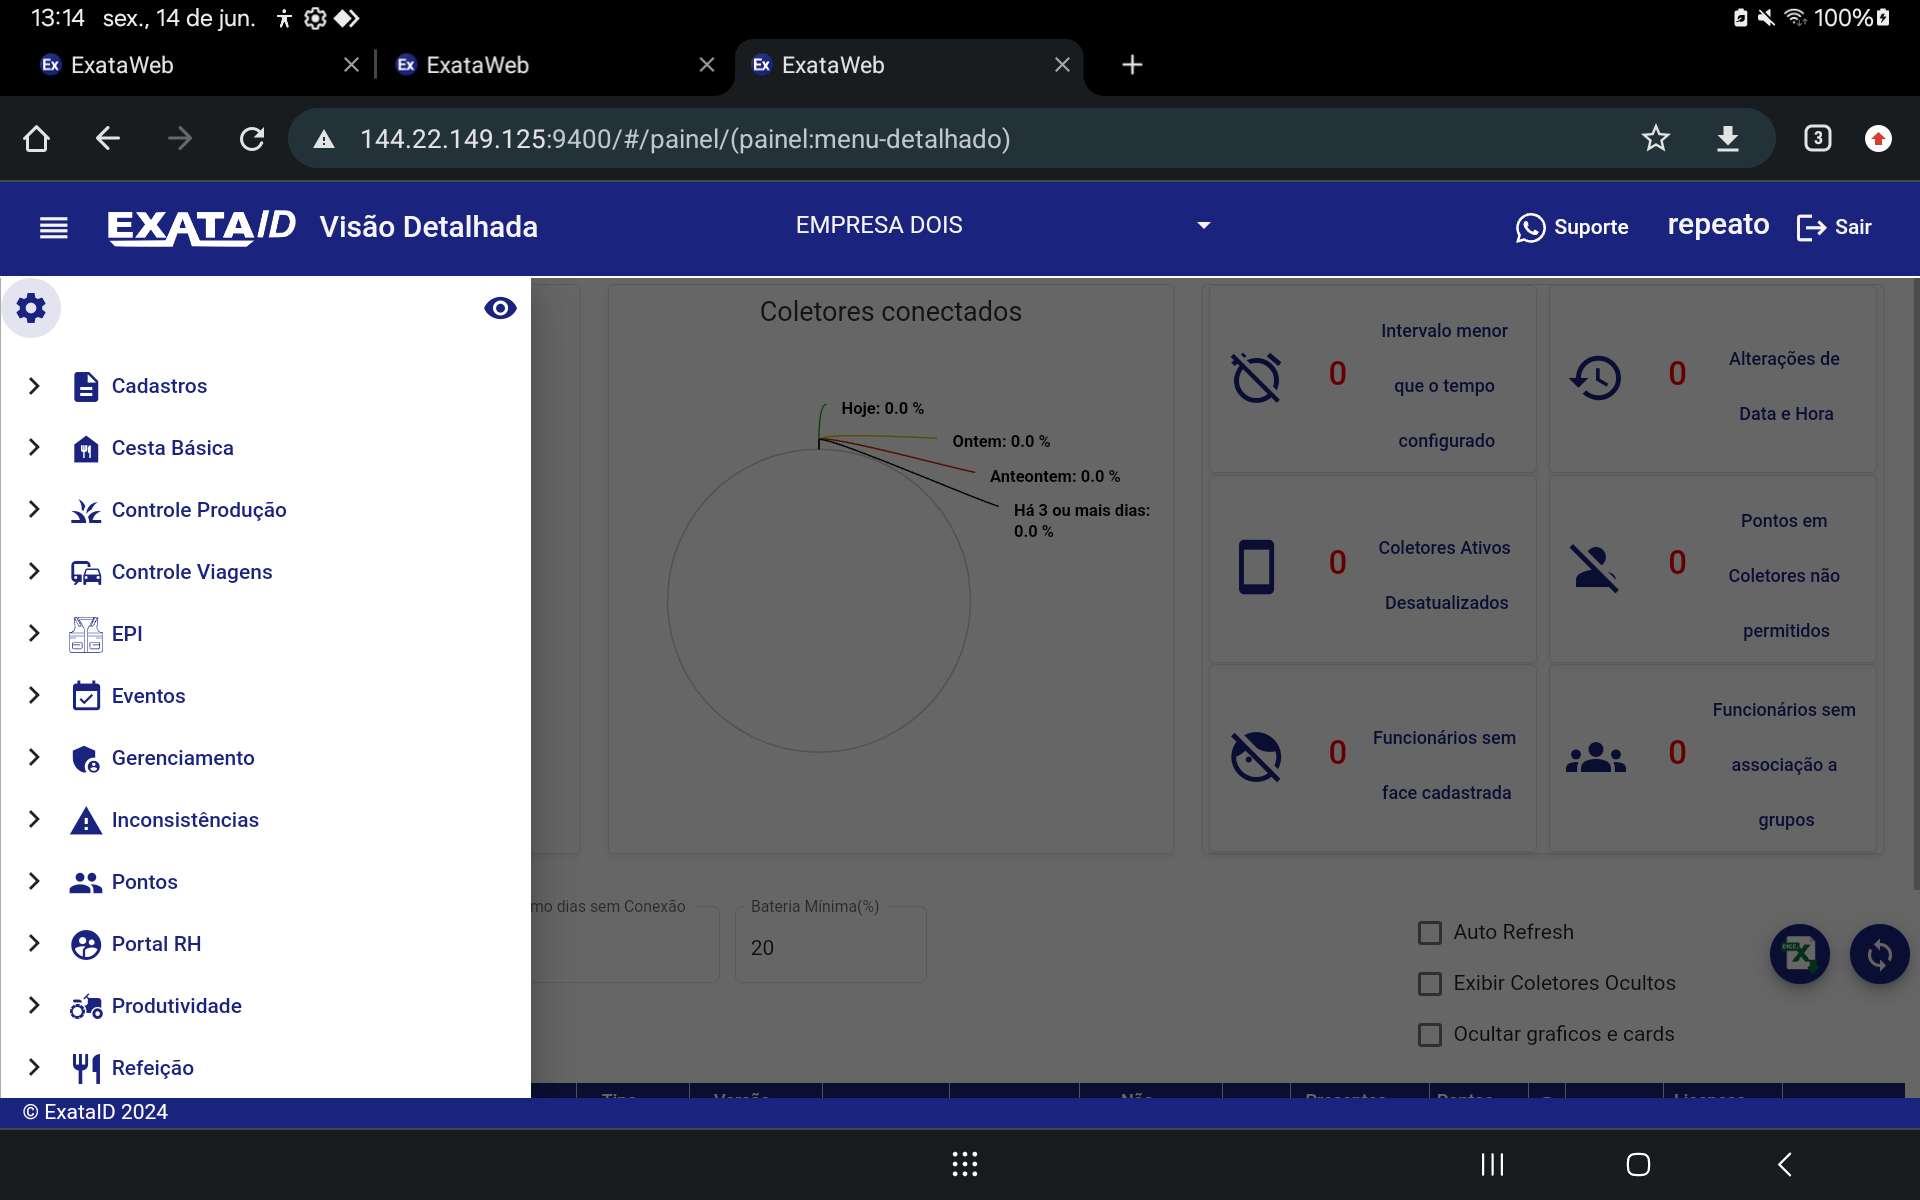 13:14 sex., 14 de jun. 100%
ExataWeb ExataWeb ExataWeb
144.22.149.125:9400/#/painel/(painel:menu-detalhado) 3
EXATAID Visão Detalhada EMPRESA DOIS Suporte repeato Sair
Cadastros
Cesta Básica
Controle Produção
Controle Viagens
EPI
Eventos
Gerenciamento
Inconsistências
Pontos
Portal RH
Produtividade
Refeição
Coletores conectados
Hoje: 0.0 %
Ontem: 0.0 %
Anteontem: 0.0 %
Há 3 ou mais dias:
0.0 %
0 Intervalo menor
que o tempo
configurado
0 Alterações de
Data e Hora
0 Coletores Ativos
Desatualizados
0 Pontos em
Coletores não
permitidos
0 Funcionários sem
face cadastrada
0 Funcionários sem
associação a
grupos
dias sem Conexão
Bateria Mínima(%)
20
Auto Refresh
Exibir Coletores Ocultos
Ocultar graficos e cards
© ExataID 2024